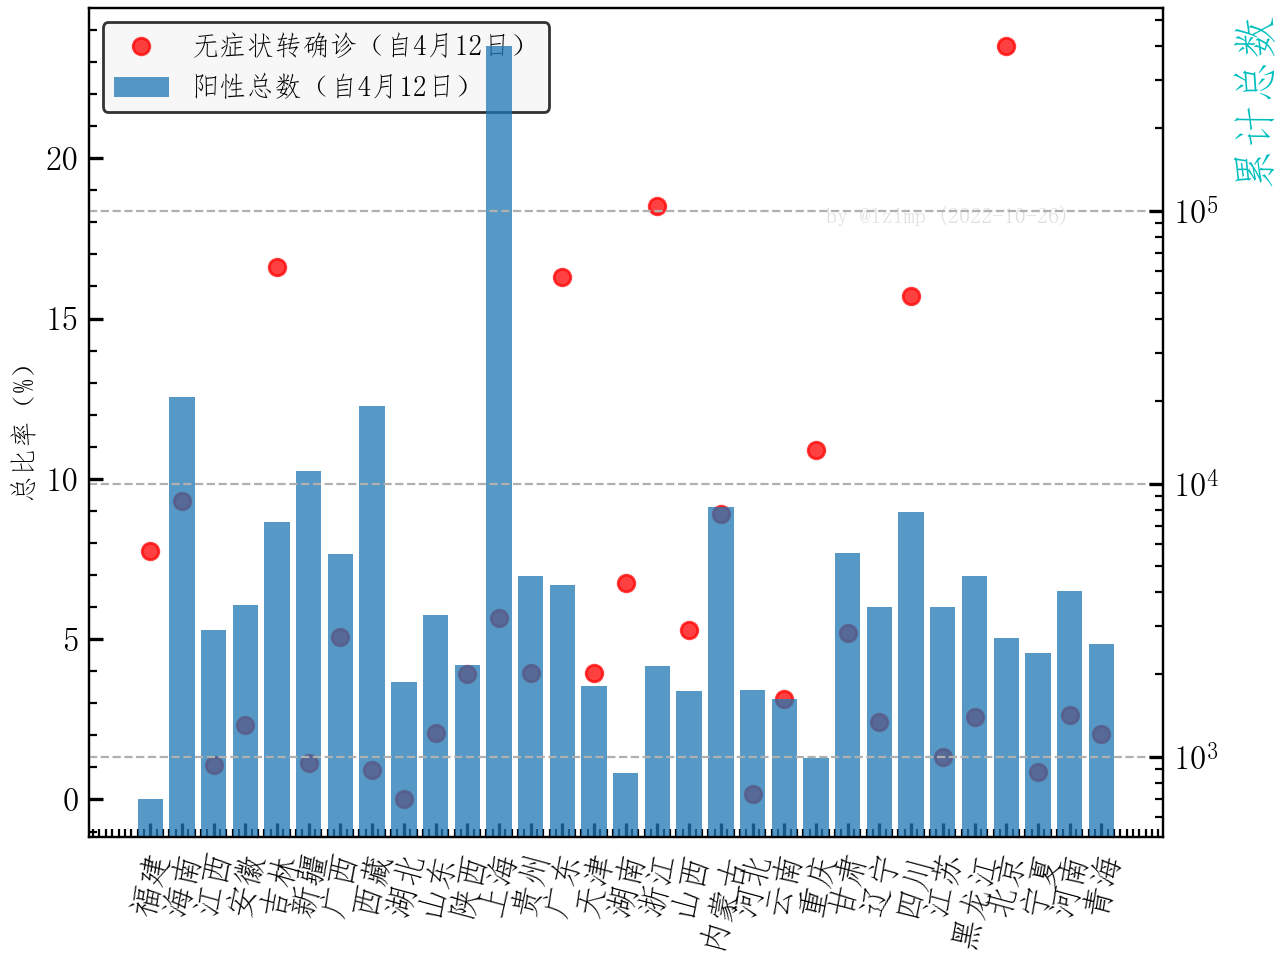 无症状转确诊（自4月12日）
阳性总数（自4月12日）
累计总数
总比率 (%)
20
15
10
5
0
10⁵
10⁴
10³
by @iz1mp (2022-10-26)
福建
海南
江西
安徽
吉林
新疆
广西
西藏
湖北
山东
陕西
上海
贵州
广东
天津
湖南
浙江
山西
内蒙古
河北
云南
重庆
甘肃
辽宁
四川
江苏
黑龙江
北京
宁夏
河南
青海